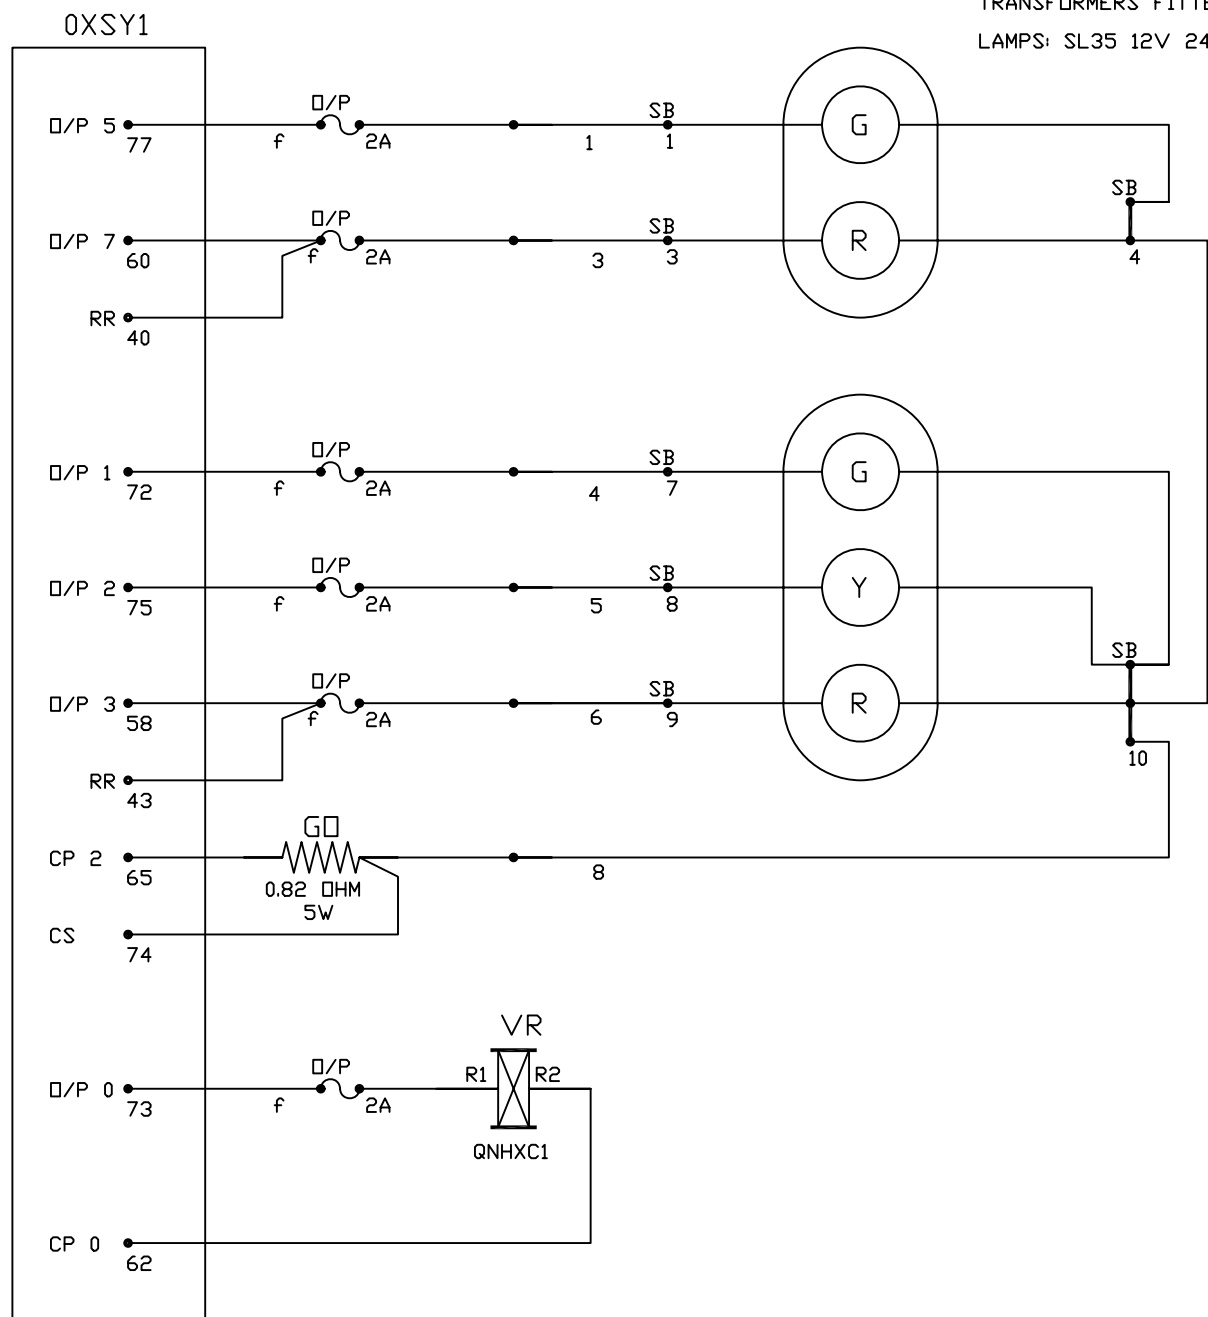 TRANSFORMERS
0XSY1
LAMPS: SL35 12V 24
O/P SB
O/P 5 G
77 f 2A 1 1
SB
O/P SB
O/P 7 R
60 f 2A 3 3 4
RR
40
O/P SB
O/P 1 G
72 f 2A 4 7
O/P SB
O/P 2 Y
75 f 2A 5 8
SB
O/P SB
O/P 3 R
58 f 2A 6 9
10
RR
43
GO
CP 2
65 8
0.82 OHM
5W
CS
74
VR
O/P R1 R2
O/P 0
73 f 2A
QNHXC1
CP 0
62